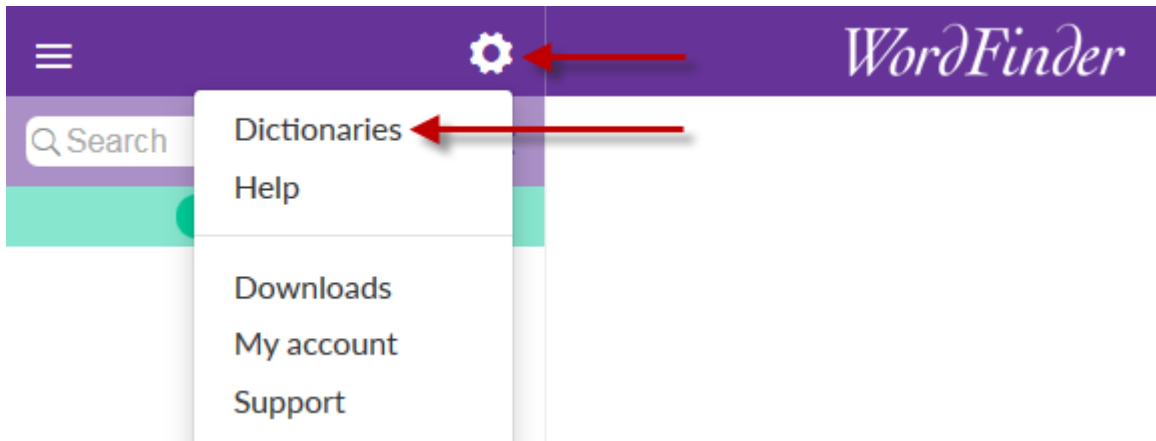 WordFinder
Search
Dictionaries
Help
Downloads
My account
Support